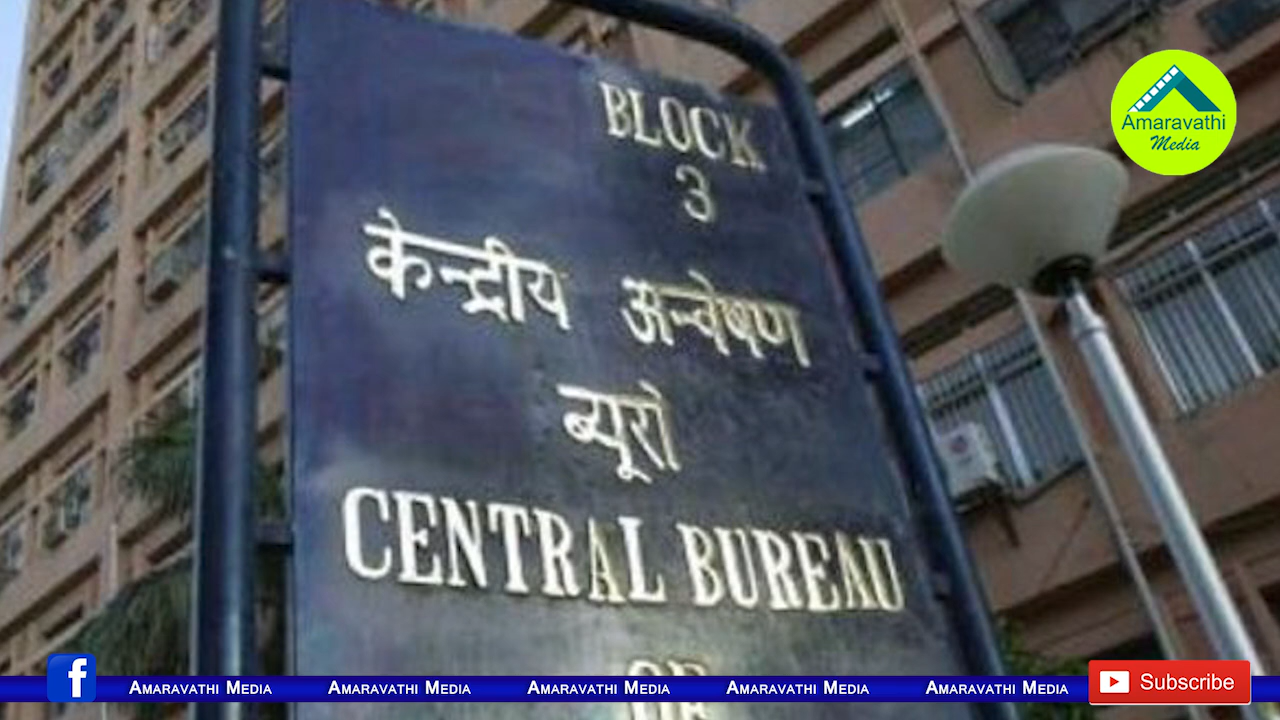 BLOCK
3
केन्द्रीय अन्वेषण
ब्यूरो
CENTRAL BUREAU
OF
Amaravathi
Media
f
Amaravathi Media Amaravathi Media Amaravathi Media Amaravathi Media Amaravathi Media
Subscribe